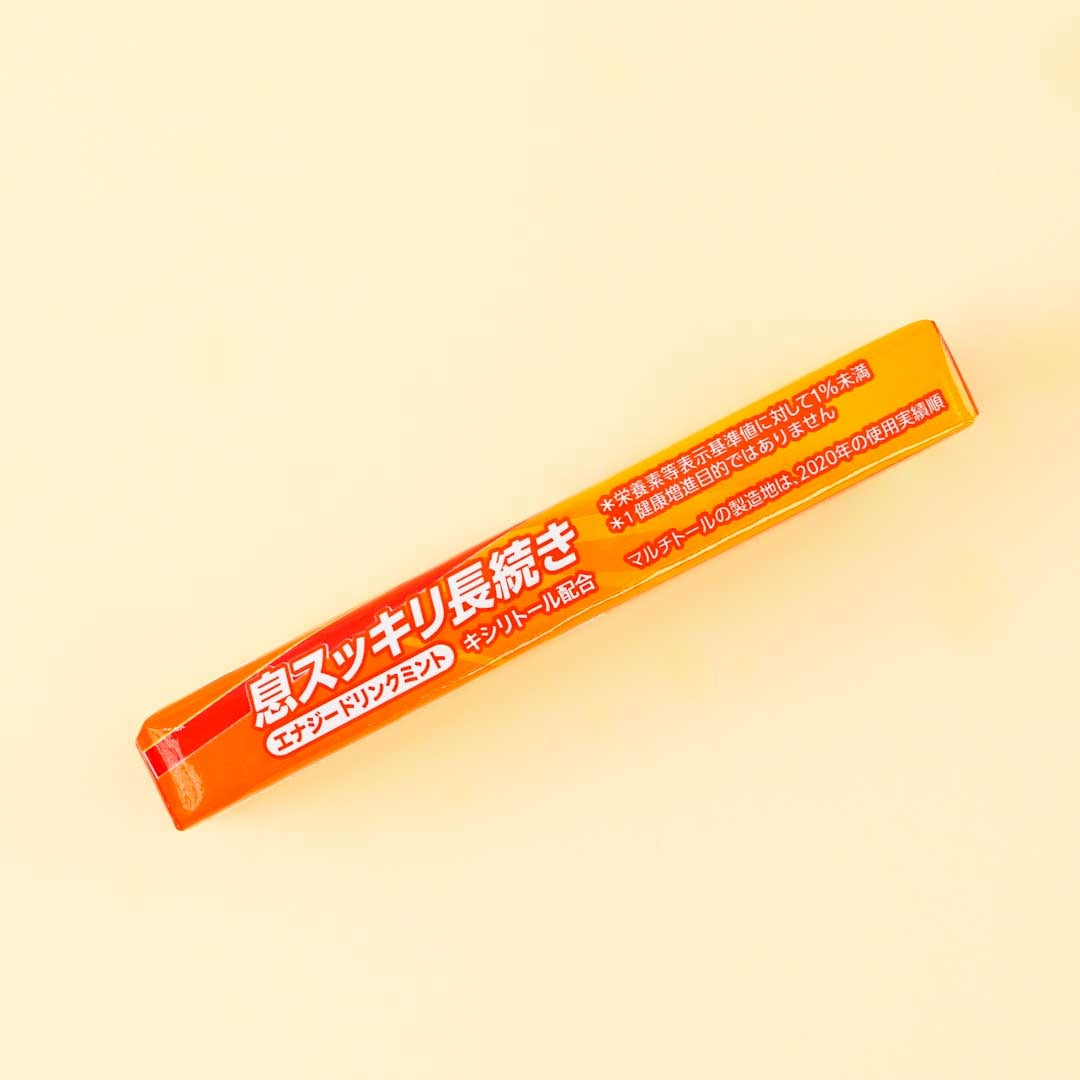 息スッキリ長続き
エナジードリンクミント
キシリトール配合
*栄養素等表示基準値に対して1%未満
*1 健康増進目的ではありません
マルチトールの製造地は、2020年の使用実績順